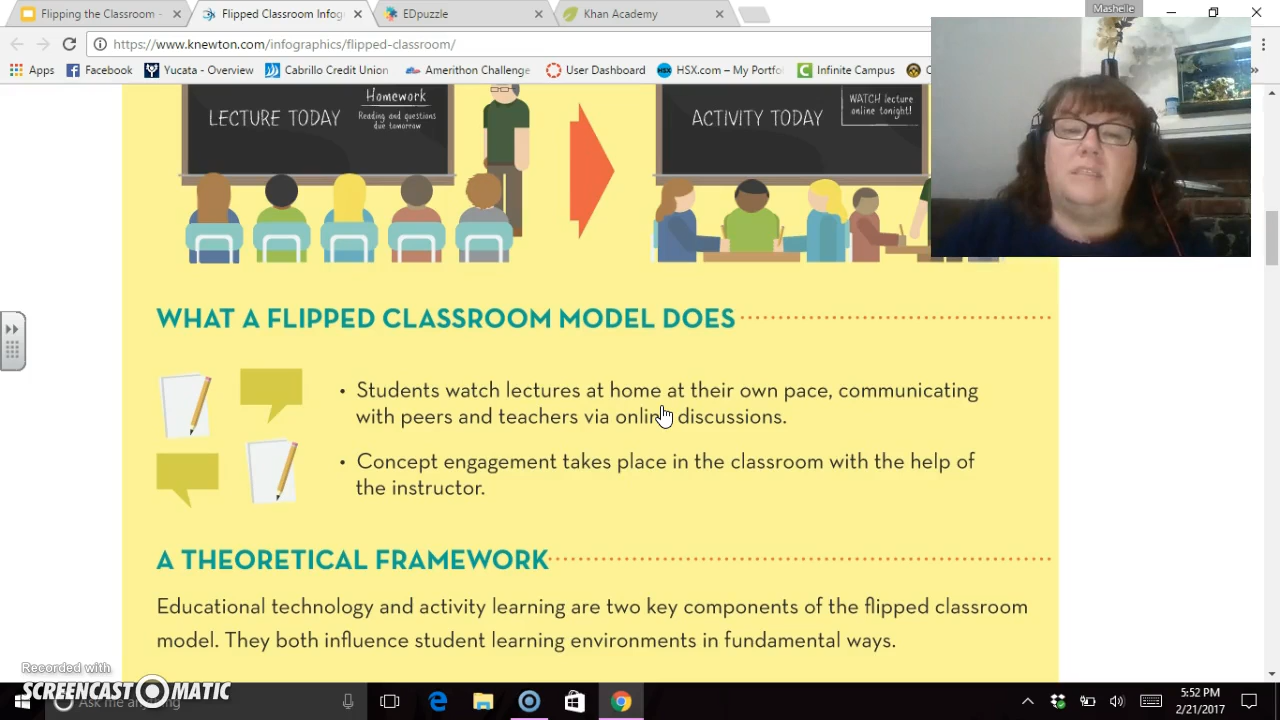 Flipping the Classroom -
Flipped Classroom Infog
EDpuzzle
Khan Academy
Mashelle
https://www.knewton.com/infographics/flipped-classroom/
Apps
Facebook
Yucata - Overview
Cabrillo Credit Union
Amerithon Challenge
User Dashboard
HSX.com – My Portfo
Infinite Campus
LECTURE TODAY
Homework
Reading and questions
due tomorrow
ACTIVITY TODAY
WATCH lecture
online tonight!
WHAT A FLIPPED CLASSROOM MODEL DOES
• Students watch lectures at home at their own pace, communicating
with peers and teachers via online discussions.
• Concept engagement takes place in the classroom with the help of
the instructor.
A THEORETICAL FRAMEWORK
Educational technology and activity learning are two key components of the flipped classroom
model. They both influence student learning environments in fundamental ways.
Recorded with
SCREENCAST MATIC
Ask me anything
5:52 PM
2/21/2017